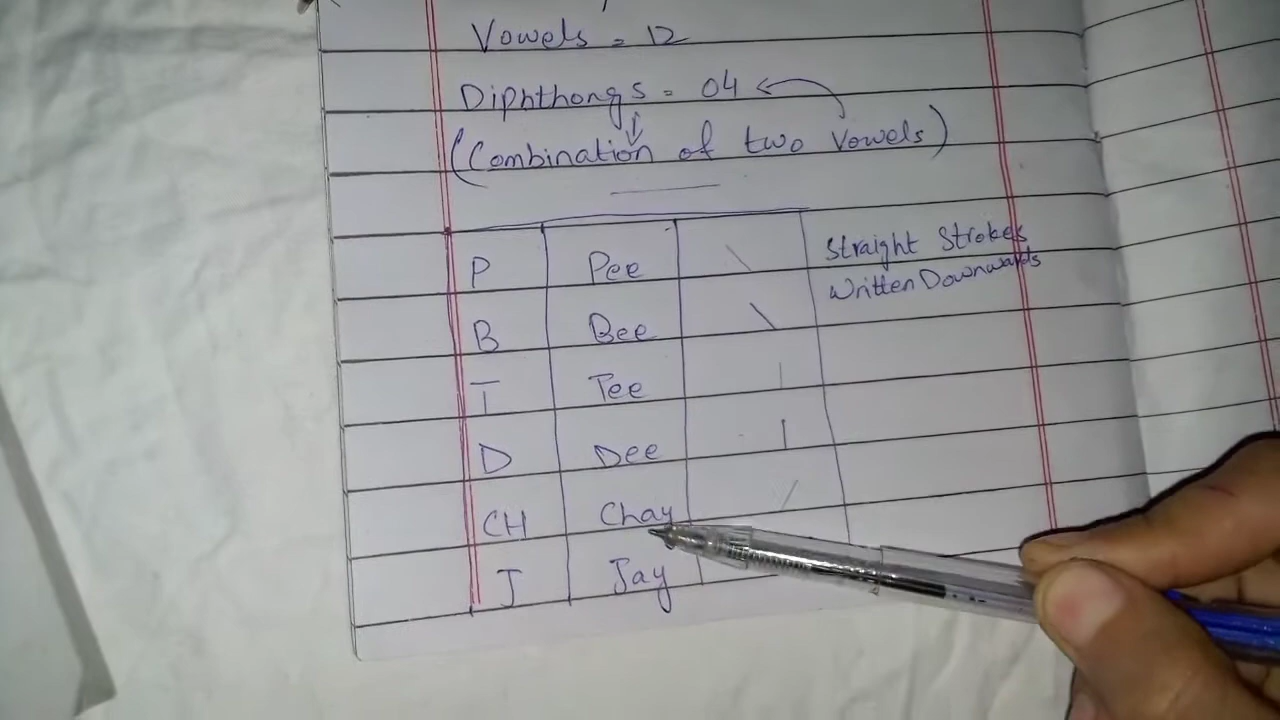 Vowels = 12
Diphthongs = 04
(Combination of two vowels)
P Pee Straight Strokes
Written Downwards
B Bee
T Tee
D Dee
CH Chay
J Jay